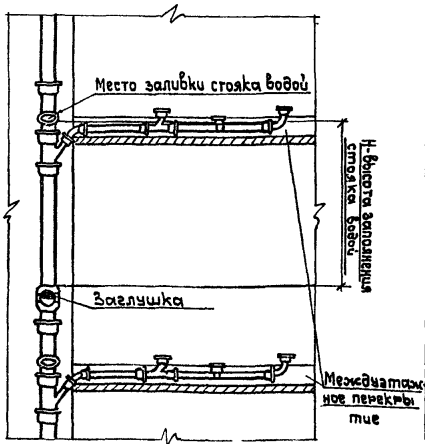 Место заливки стояка водой
Н-высота заполнения
стояка водой
Заглушка
Междуэтаж-
ное перекры
тие